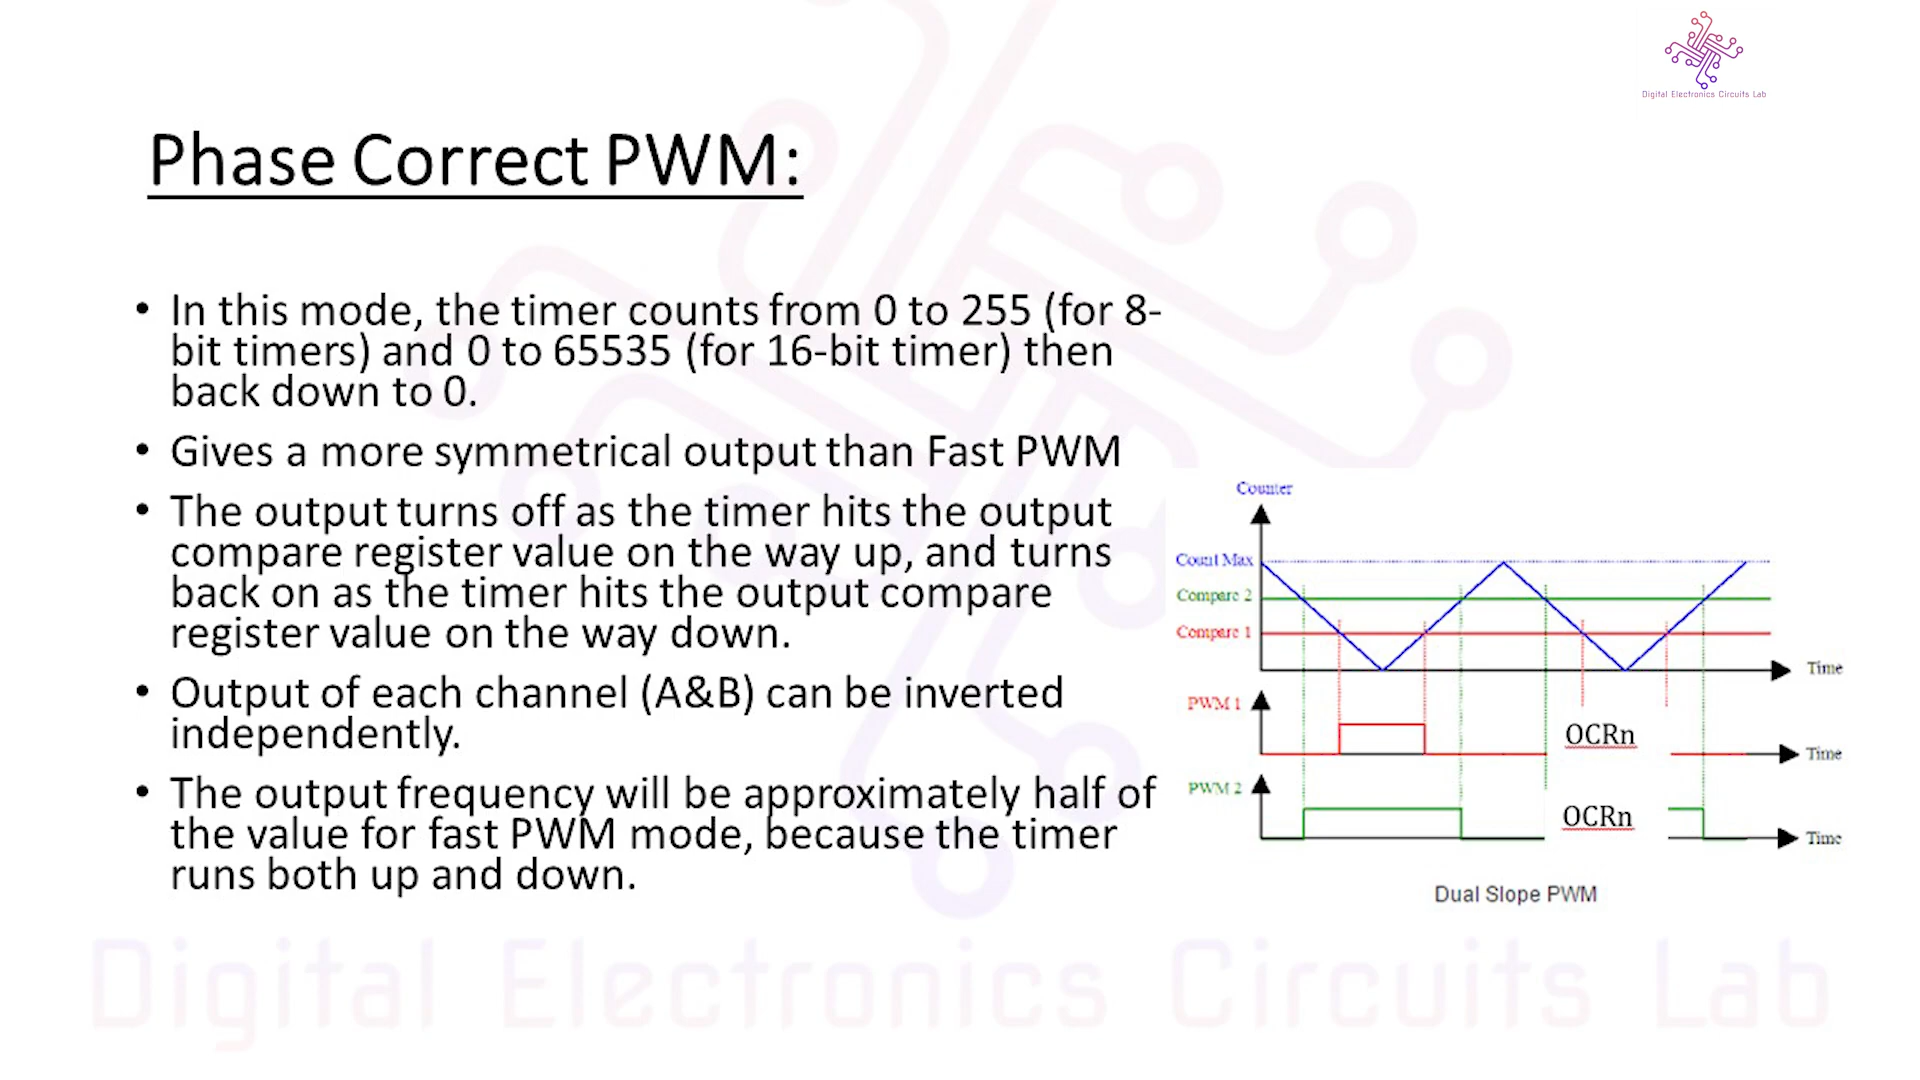 Digital Electronics Circuits Lab
Phase Correct PWM:
• In this mode, the timer counts from 0 to 255 (for 8-
bit timers) and 0 to 65535 (for 16-bit timer) then
back down to 0.
• Gives a more symmetrical output than Fast PWM
• The output turns off as the timer hits the output
compare register value on the way up, and turns
back on as the timer hits the output compare
register value on the way down.
• Output of each channel (A&B) can be inverted
independently.
• The output frequency will be approximately half of
the value for fast PWM mode, because the timer
runs both up and down.
Counter
Count Max
Compare 2
Compare 1
Time
PWM 1
OCRn
Time
PWM 2
OCRn
Time
Dual Slope PWM
Digital Electronics Circuits Lab